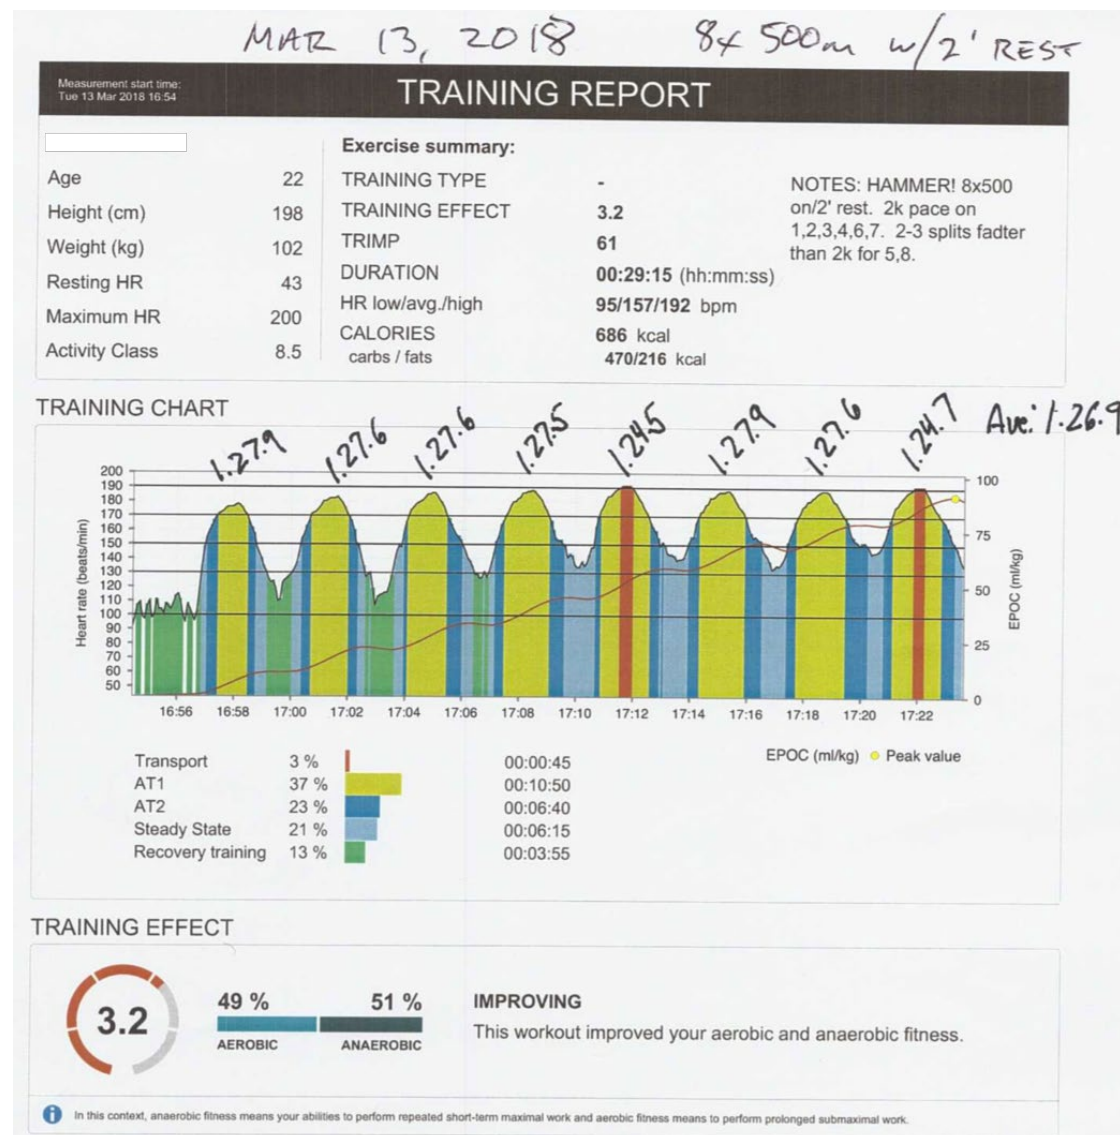 MAR 13, 2018 8x 500m w/2' REST
Measurement start time:
Tue 13 Mar 2018 16:54
TRAINING REPORT
Age 22
Height (cm) 198
Weight (kg) 102
Resting HR 43
Maximum HR 200
Activity Class 8.5
Exercise summary:
TRAINING TYPE -
TRAINING EFFECT 3.2
TRIMP 61
DURATION 00:29:15 (hh:mm:ss)
HR low/avg./high 95/157/192 bpm
CALORIES 686 kcal
carbs / fats 470/216 kcal
NOTES: HAMMER! 8x500
on/2' rest. 2k pace on
1,2,3,4,6,7. 2-3 splits fadter
than 2k for 5,8.
TRAINING CHART
1.27.9 1.27.6 1.27.6 1.27.5 1.24.5 1.27.9 1.27.6 1.24.7 Ave: 1.26.9
Heart rate (beats/min)
200
190
180
170
160
150
140
130
120
110
100
90
80
70
60
50
100
75
50
25
0
EPOC (ml/kg)
16:56 16:58 17:00 17:02 17:04 17:06 17:08 17:10 17:12 17:14 17:16 17:18 17:20 17:22
EPOC (ml/kg) Peak value
Transport 3 % 00:00:45
AT1 37 % 00:10:50
AT2 23 % 00:06:40
Steady State 21 % 00:06:15
Recovery training 13 % 00:03:55
TRAINING EFFECT
3.2
49 % 51 %
AEROBIC ANAEROBIC
IMPROVING
This workout improved your aerobic and anaerobic fitness.
i In this context, anaerobic fitness means your abilities to perform repeated short-term maximal work and aerobic fitness means to perform prolonged submaximal work.